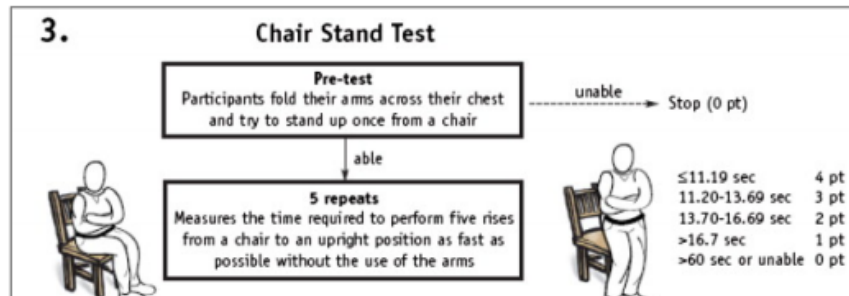 3.
Chair Stand Test
Pre-test
Participants fold their arms across their chest
and try to stand up once from a chair
unable
Stop (0 pt)
able
5 repeats
Measures the time required to perform five rises
from a chair to an upright position as fast as
possible without the use of the arms
≤11.19 sec 4 pt
11.20-13.69 sec 3 pt
13.70-16.69 sec 2 pt
>16.7 sec 1 pt
>60 sec or unable 0 pt